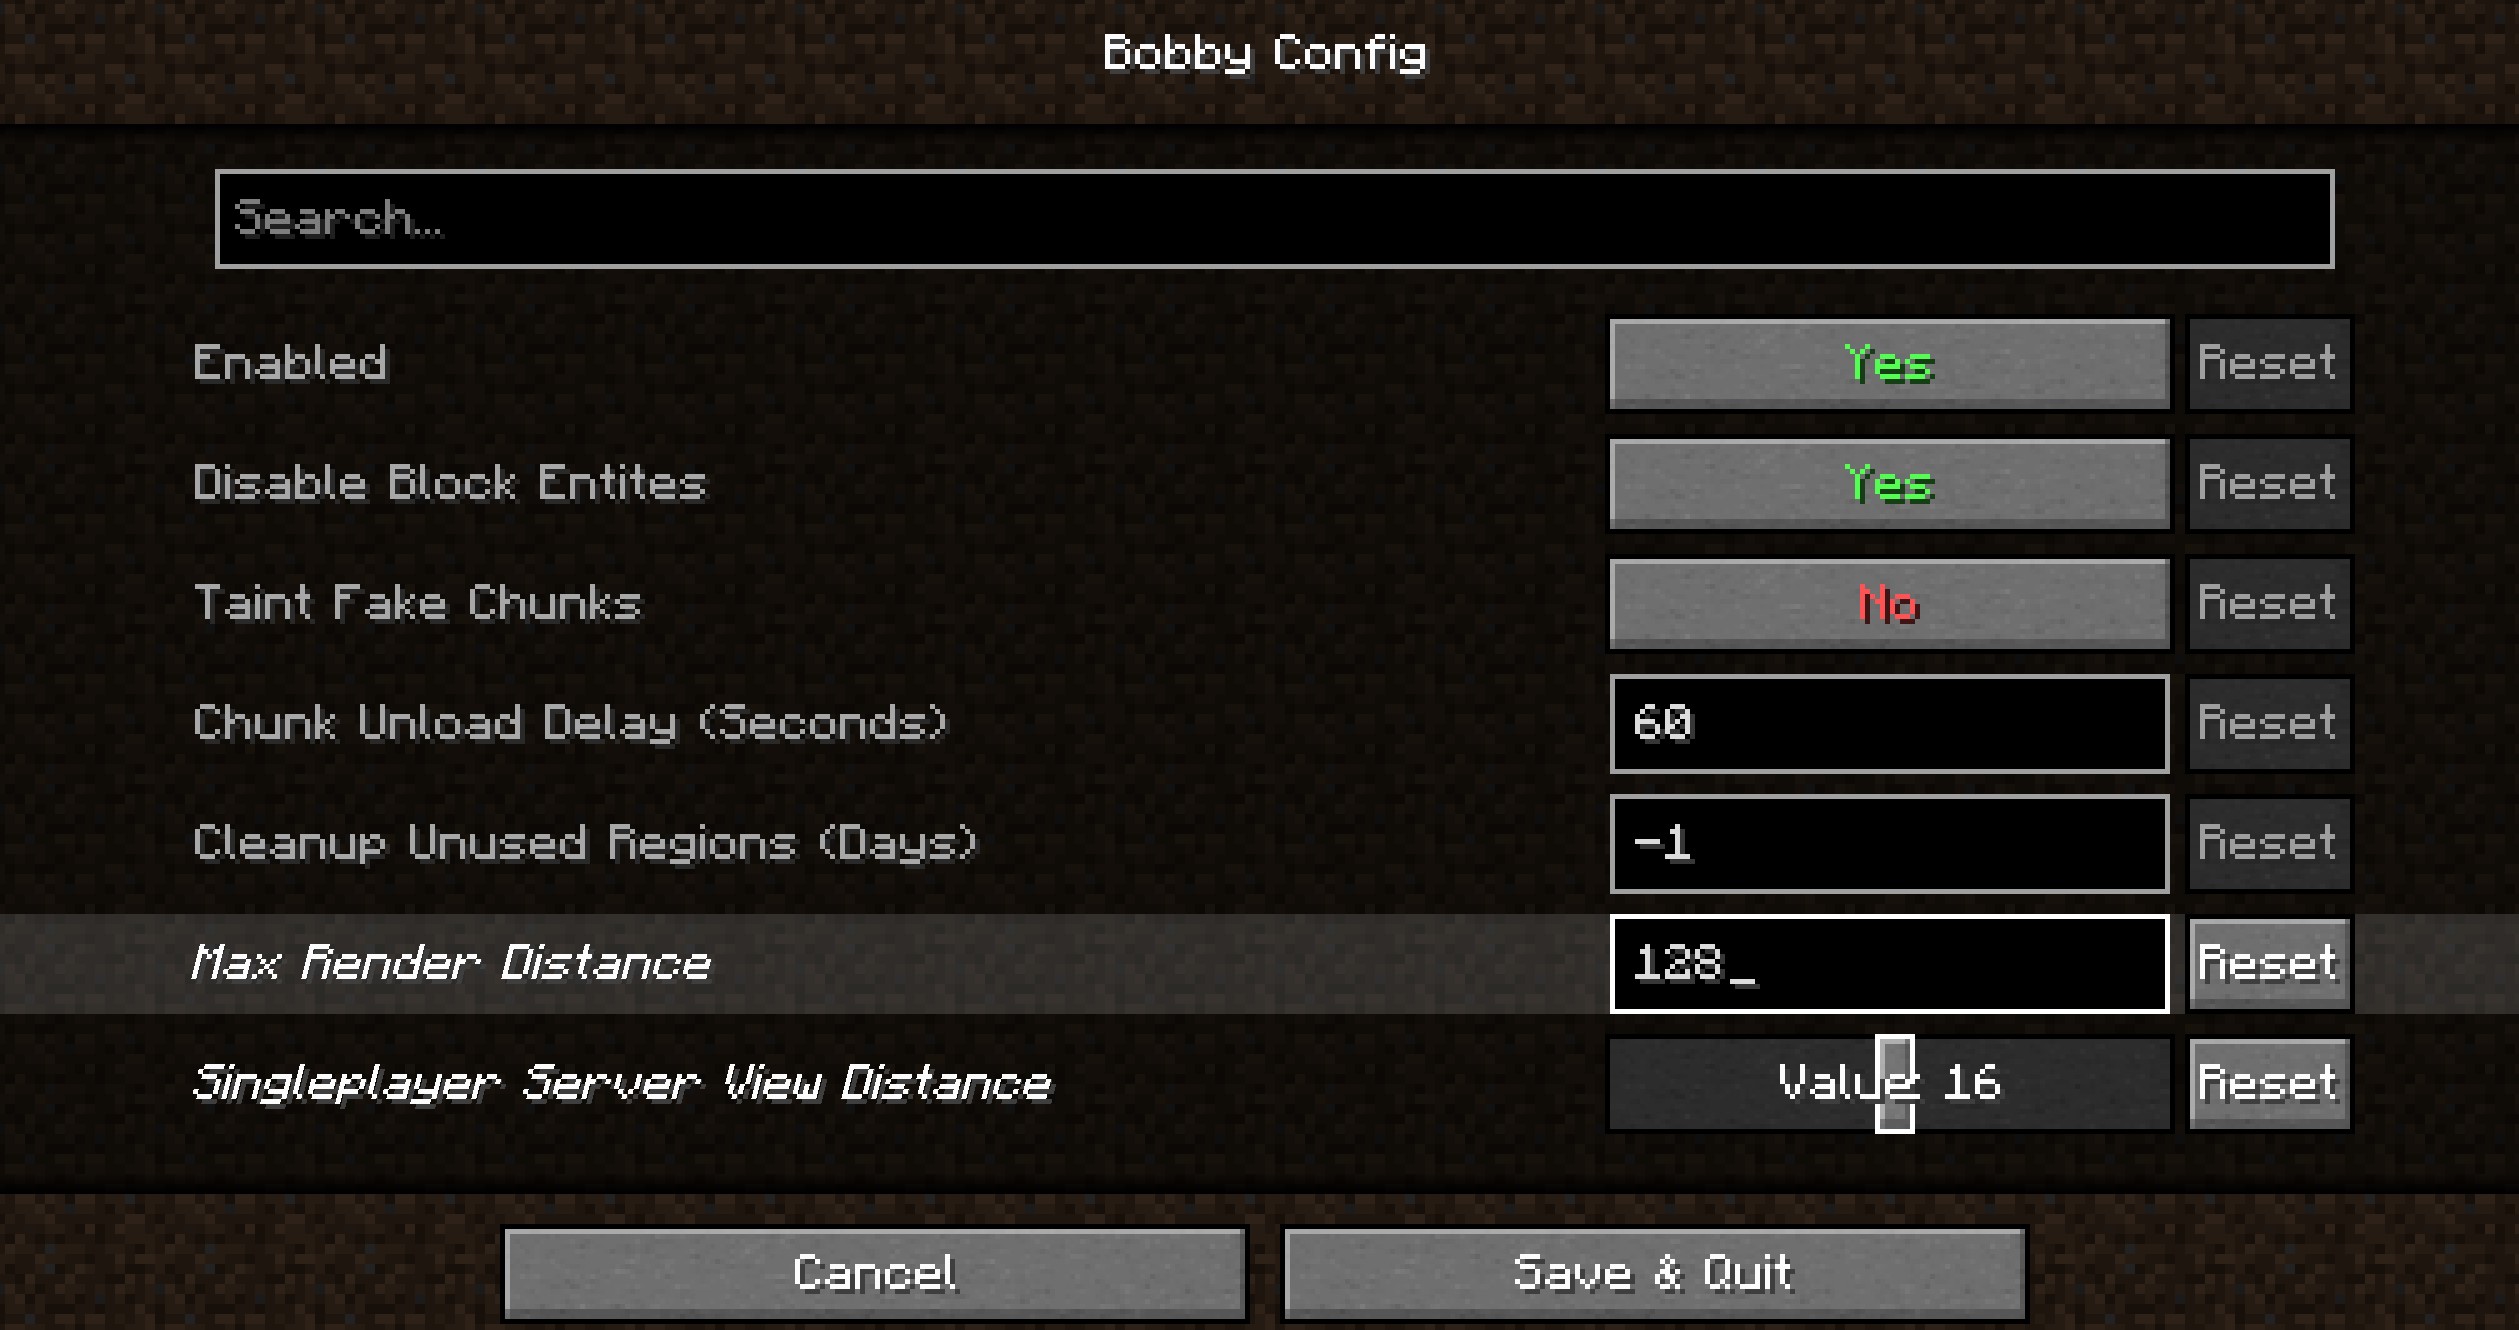 Bobby Config
Search...
Enabled Yes Reset
Disable Block Entites Yes Reset
Taint Fake Chunks No Reset
Chunk Unload Delay (Seconds) 60 Reset
Cleanup Unused Regions (Days) -1 Reset
Max Render Distance 128_ Reset
Singleplayer Server View Distance Value: 16 Reset
Cancel Save & Quit